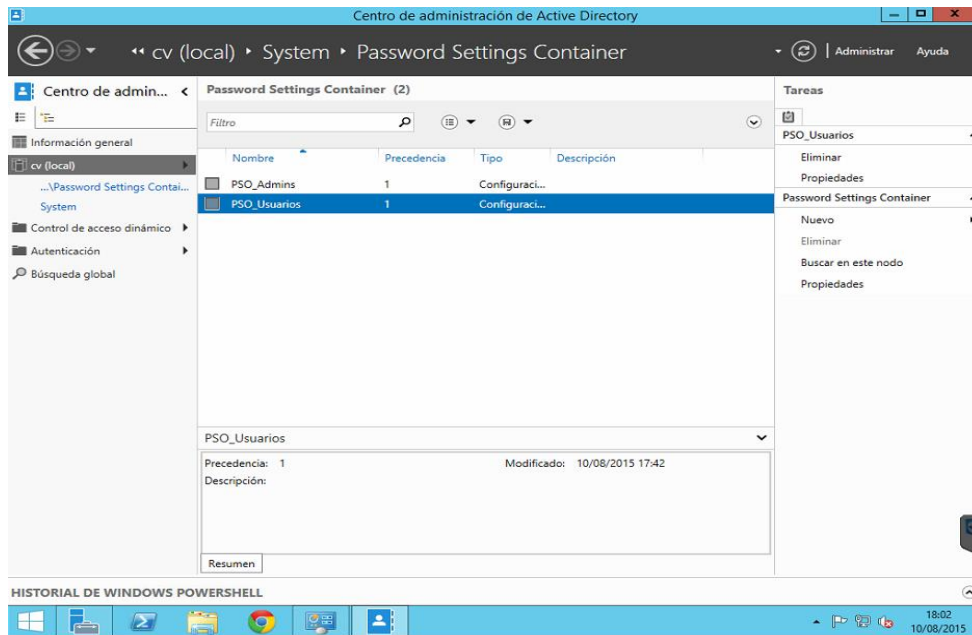 Centro de administración de Active Directory
cv (local) System Password Settings Container
Administrar Ayuda
Centro de admin...
Información general
cv (local)
...\Password Settings Contai...
System
Control de acceso dinámico
Autenticación
Búsqueda global
Password Settings Container (2)
Filtro
Nombre Precedencia Tipo Descripción
PSO_Admins 1 Configuraci...
PSO_Usuarios 1 Configuraci...
PSO_Usuarios
Precedencia: 1 Modificado: 10/08/2015 17:42
Descripción:
Resumen
Tareas
PSO_Usuarios
Eliminar
Propiedades
Password Settings Container
Nuevo
Eliminar
Buscar en este nodo
Propiedades
HISTORIAL DE WINDOWS POWERSHELL
18:02
10/08/2015